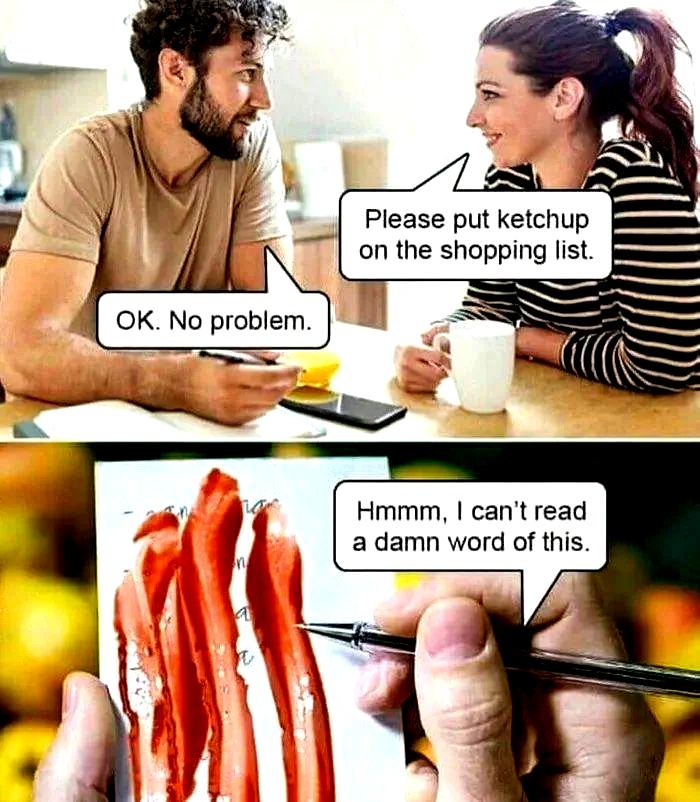 Please put ketchup
on the shopping list.
OK. No problem.
Hmmm, I can't read
a damn word of this.